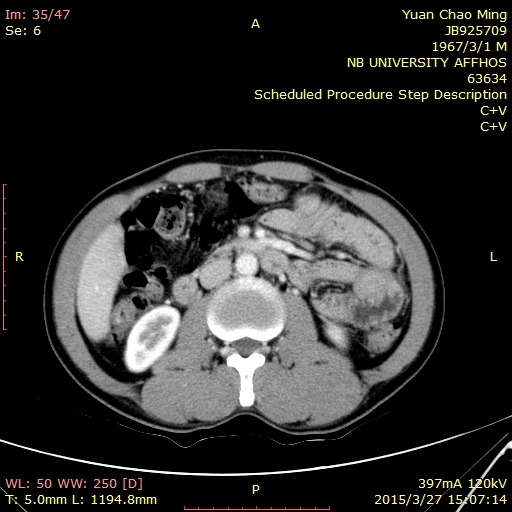 Im: 35/47
Se: 6
A
Yuan Chao Ming
JB925709
1967/3/1 M
NB UNIVERSITY AFFHOS
63634
Scheduled Procedure Step Description
C+V
C+V
R
L
WL: 50 WW: 250 [D]
T: 5.0mm L: 1194.8mm
P
397mA 120kV
2015/3/27 15:07:14